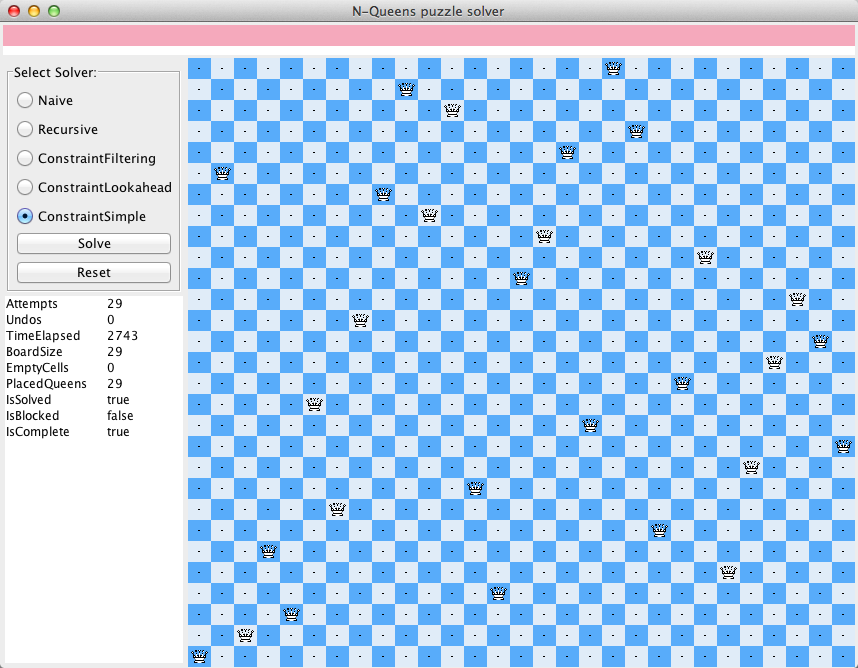 N-Queens puzzle solver
Select Solver:
Naive
Recursive
ConstraintFiltering
ConstraintLookahead
ConstraintSimple
Solve
Reset
Attempts 29
Undos 0
TimeElapsed 2743
BoardSize 29
EmptyCells 0
PlacedQueens 29
IsSolved true
IsBlocked false
IsComplete true